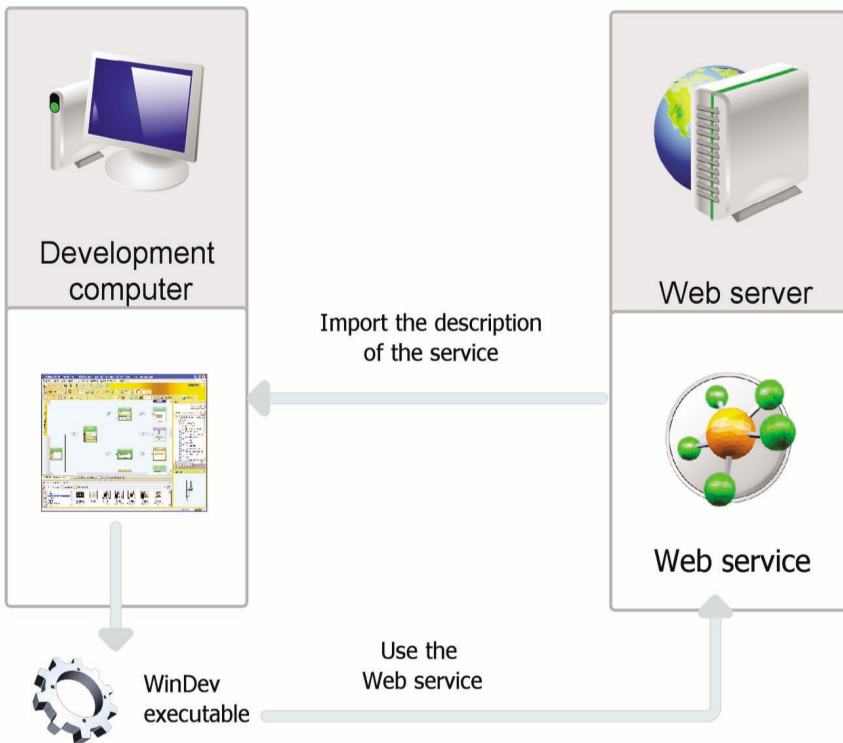 Development
computer
Web server
Import the description
of the service
Web service
WinDev
executable
Use the
Web service